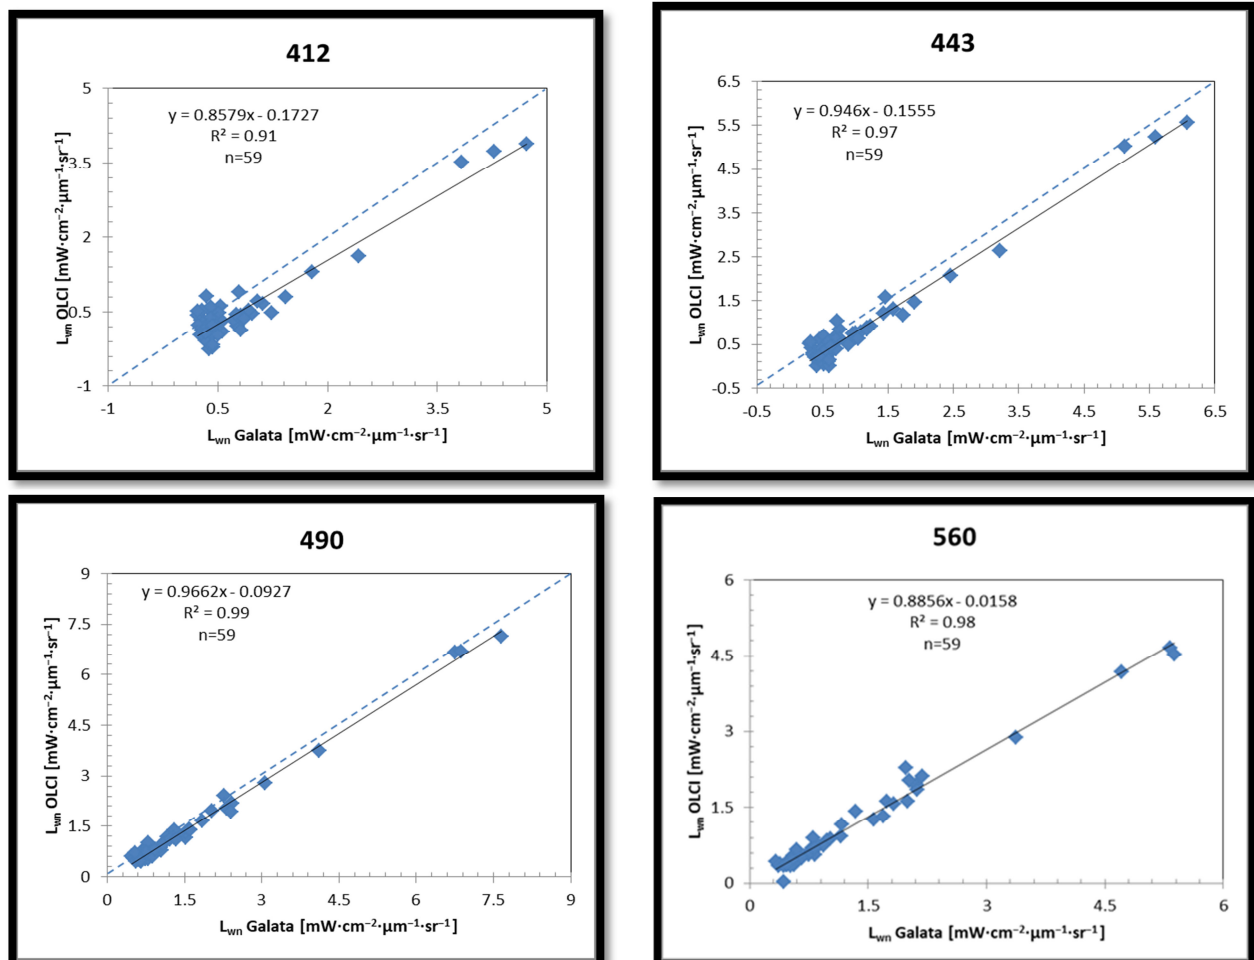 412
5
3.5
2
0.5
-1
-1 0.5 2 3.5 5
y = 0.8579x - 0.1727
R² = 0.91
n=59
Lwn OLCI [mW·cm⁻²·µm⁻¹·sr⁻¹]
Lwn Galata [mW·cm⁻²·µm⁻¹·sr⁻¹]
443
6.5
5.5
4.5
3.5
2.5
1.5
0.5
-0.5
-0.5 0.5 1.5 2.5 3.5 4.5 5.5 6.5
y = 0.946x - 0.1555
R² = 0.97
n=59
Lwn OLCI [mW·cm⁻²·µm⁻¹·sr⁻¹]
Lwn Galata [mW·cm⁻²·µm⁻¹·sr⁻¹]
490
9
7.5
6
4.5
3
1.5
0
0 1.5 3 4.5 6 7.5 9
y = 0.9662x - 0.0927
R² = 0.99
n=59
Lwn OLCI [mW·cm⁻²·µm⁻¹·sr⁻¹]
Lwn Galata [mW·cm⁻²·µm⁻¹·sr⁻¹]
560
6
4.5
3
1.5
0
0 1.5 3 4.5 6
y = 0.8856x - 0.0158
R² = 0.98
n=59
Lwn OLCI [mW·cm⁻²·µm⁻¹·sr⁻¹]
Lwn Galata [mW·cm⁻²·µm⁻¹·sr⁻¹]